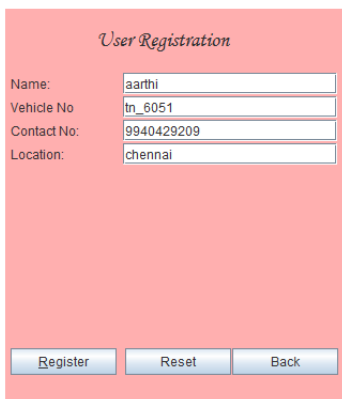 User Registration
Name: aarthi
Vehicle No tn_6051
Contact No: 9940429209
Location: chennai
Register Reset Back